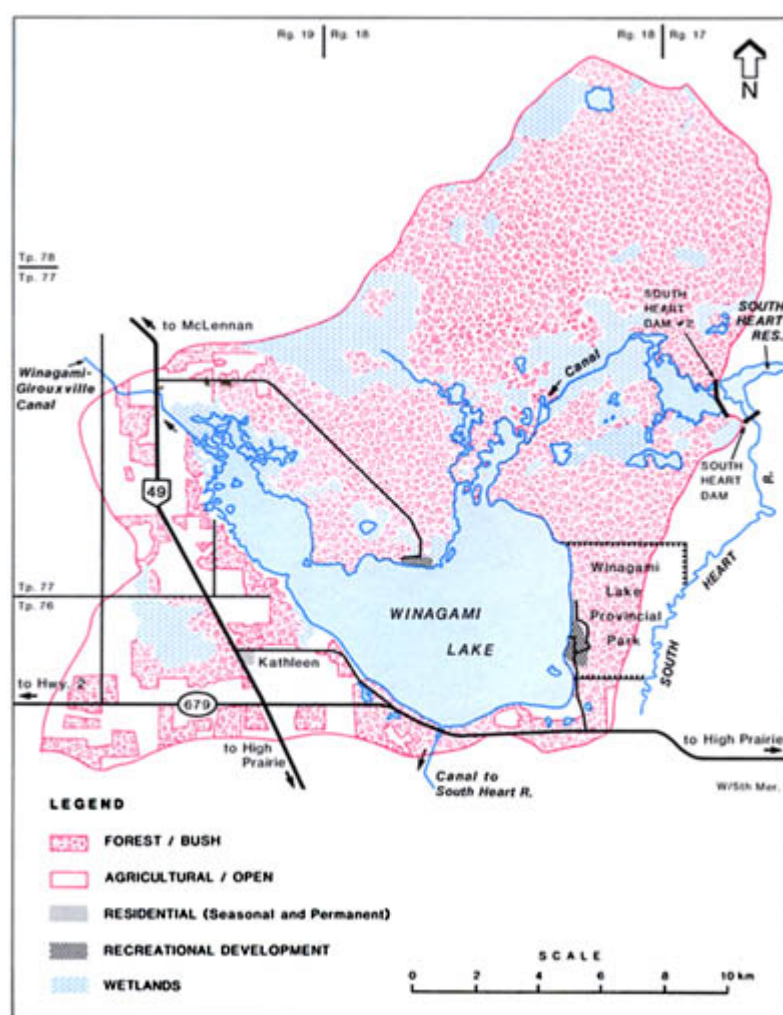 Rg. 19 Rg. 18
Rg. 18 Rg. 17
N
Tp. 78
Tp. 77
SOUTH
HEART
DAM #2
SOUTH
HEART
RES.
to McLennan
Canal
Winagami-
Girouxville
Canal
49
SOUTH
HEART
DAM
R.
HEART
SOUTH
Winagami
Lake
Provincial
Park
Tp. 77
Tp. 76
WINAGAMI
LAKE
Kathleen
to Hwy. 2
679
to High
Prairie
to High Prairie
Canal to
South Heart R.
W/5th Mer.
LEGEND
FOREST / BUSH
AGRICULTURAL / OPEN
RESIDENTIAL (Seasonal and Permanent)
RECREATIONAL DEVELOPMENT
WETLANDS
SCALE
0 2 4 6 8 10 km